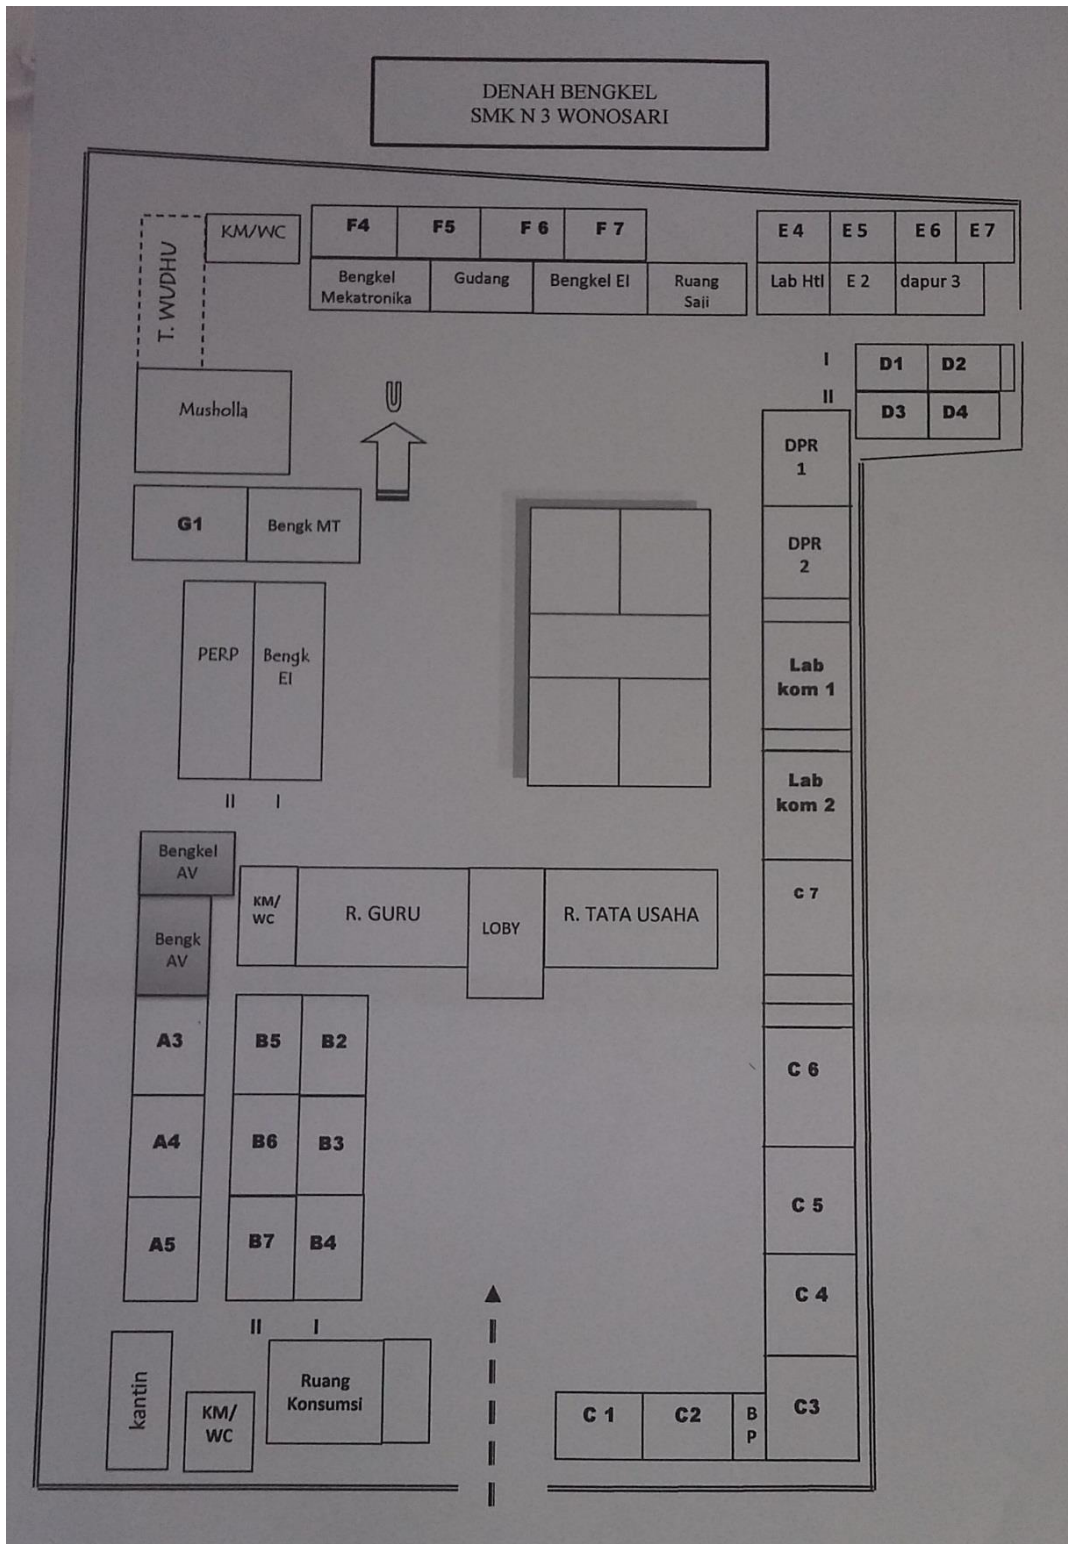 DENAH BENGKEL
SMK N 3 WONOSARI
T. WUDHU
KM/WC
F4
F5
F 6
F 7
E 4
E 5
E 6
E 7
Bengkel
Mekatronika
Gudang
Bengkel EI
Ruang
Saji
Lab Htl
E 2
dapur 3
I
II
D1
D2
D3
D4
Musholla
U
DPR
1
G1
Bengk MT
DPR
2
PERP
Bengk
EI
Lab
kom 1
II
I
Lab
kom 2
Bengkel
AV
Bengk
AV
KM/
WC
R. GURU
LOBY
R. TATA USAHA
C 7
A3
B5
B2
C 6
A4
B6
B3
A5
B7
B4
C 5
C 4
II
I
kantin
KM/
WC
Ruang
Konsumsi
C 1
C2
B
P
C3